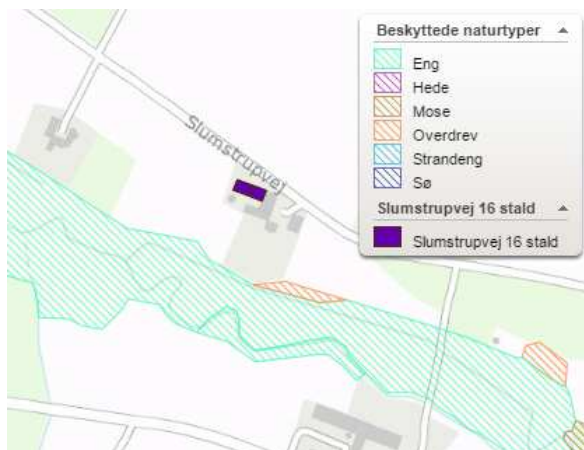 Beskyttede naturtyper
Eng
Hede
Mose
Overdrev
Strandeng
Sø
Slumstrupvej 16 stald
Slumstrupvej 16 stald
Slumstrupvej